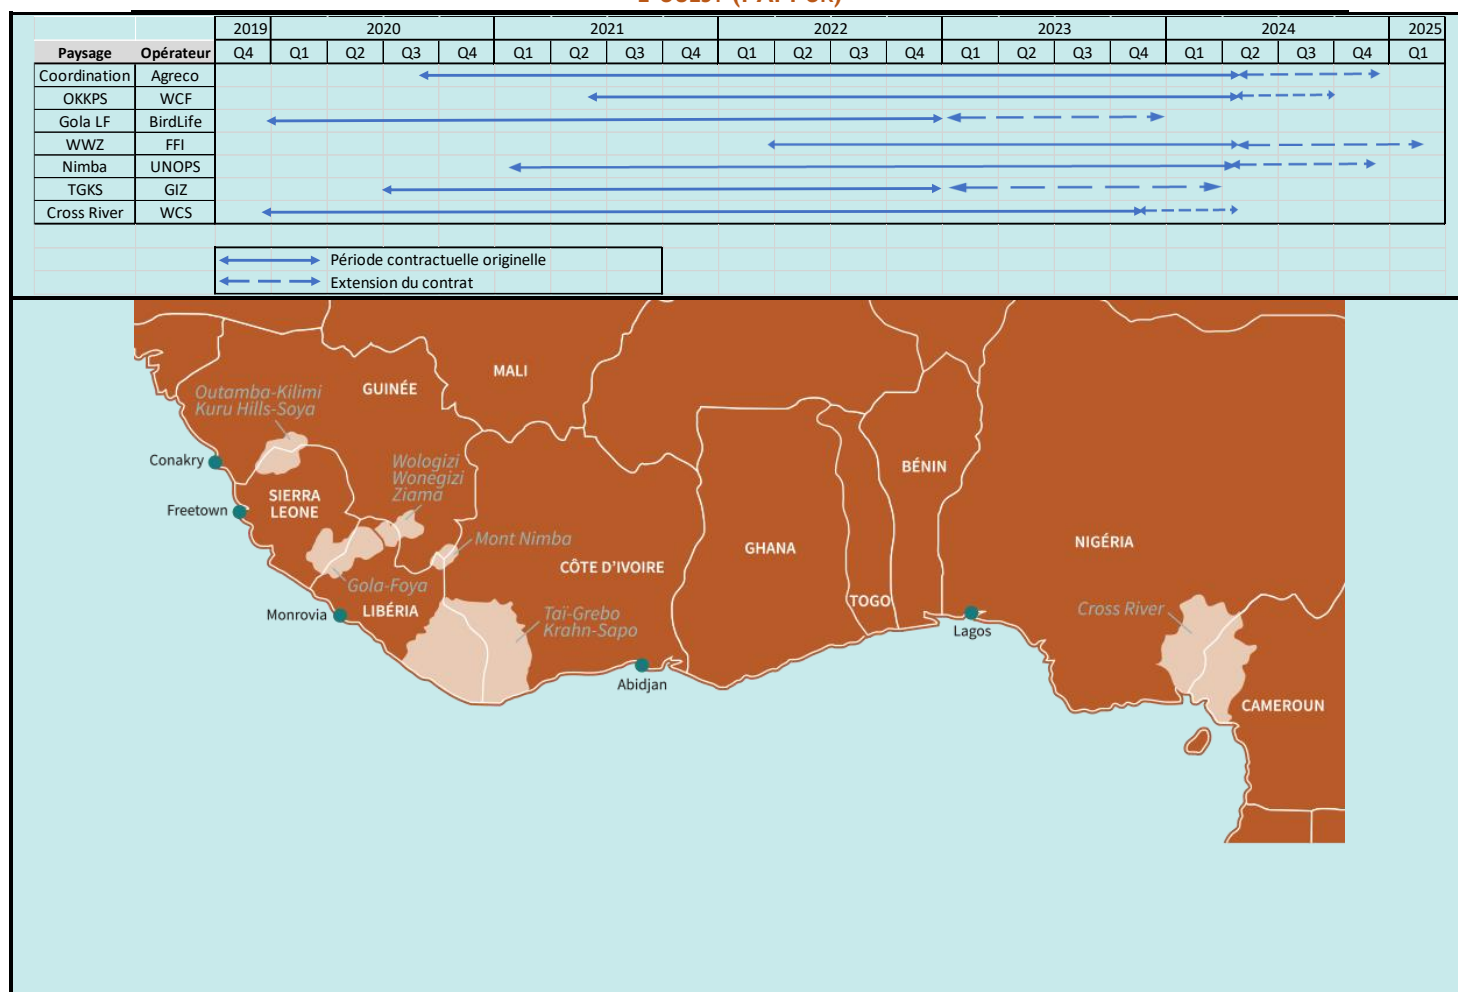 L'OUEST (PAPFOR)
2019 2020 2021 2022 2023 2024 2025
Paysage Opérateur Q4 Q1 Q2 Q3 Q4 Q1 Q2 Q3 Q4 Q1 Q2 Q3 Q4 Q1 Q2 Q3 Q4 Q1 Q2 Q3 Q4 Q1
Coordination Agreco
OKKPS WCF
Gola LF BirdLife
WWZ FFI
Nimba UNOPS
TGKS GIZ
Cross River WCS
Période contractuelle originelle
Extension du contrat
MALI
GUINÉE
Outamba-Kilimi
Kuru Hills-Soya
Conakry
Wologizi
Wonegizi
Ziama
BÉNIN
SIERRA
LEONE
Freetown
Mont Nimba
GHANA
NIGÉRIA
CÔTE D'IVOIRE
Gola-Foya
TOGO
Monrovia
LIBÉRIA
Taï-Grebo
Krahn-Sapo
Cross River
Lagos
Abidjan
CAMEROUN